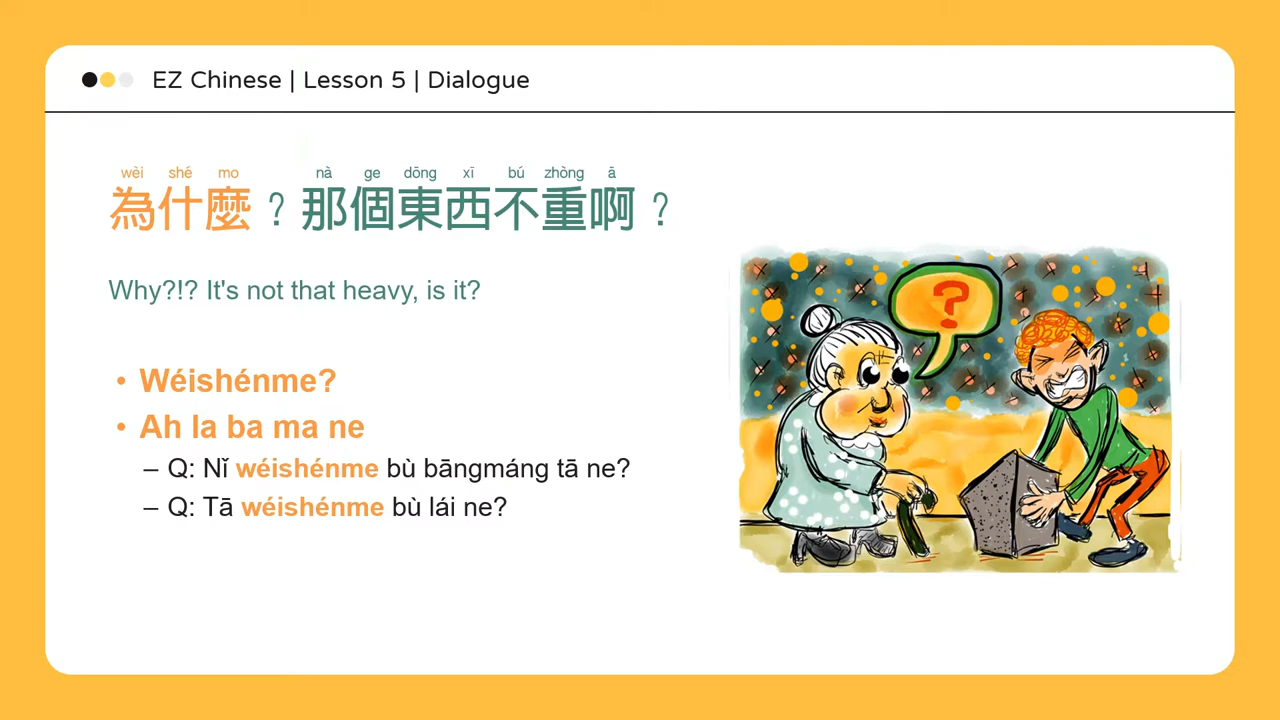 EZ Chinese | Lesson 5 | Dialogue
wèi shé mo nà ge dōng xī bú zhòng ā
為什麼？那個東西不重啊？
Why?!? It's not that heavy, is it?
• Wéishénme?
• Ah la ba ma ne
– Q: Nǐ wéishénme bù bāngmáng tā ne?
– Q: Tā wéishénme bù lái ne?
?